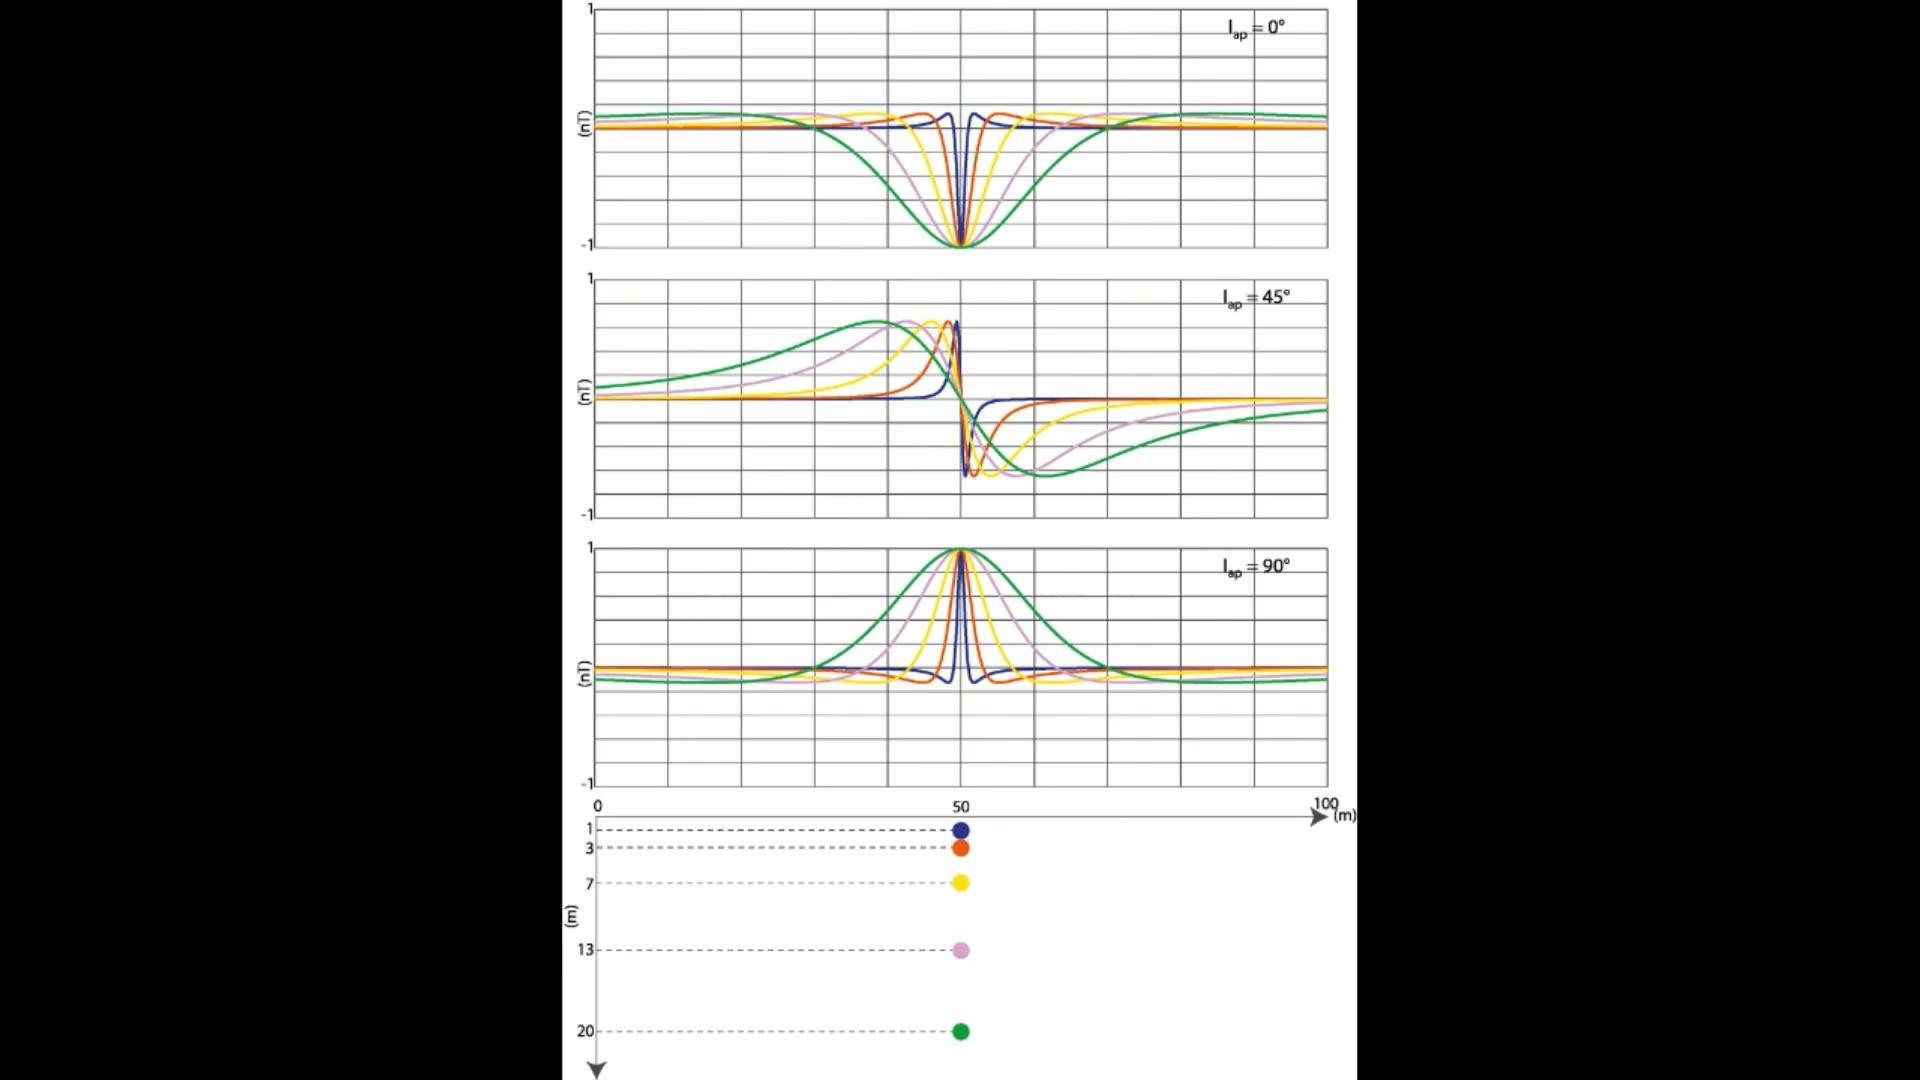 1
I_ap = 0°
(nT)
-1
1
I_ap = 45°
(nT)
-1
1
I_ap = 90°
(nT)
-1
0 50 100
(m)
1
3
7
(m)
13
20